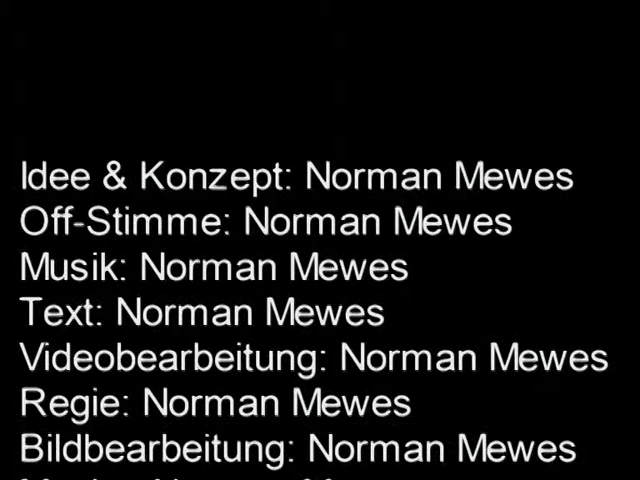 Idee & Konzept: Norman Mewes
Off-Stimme: Norman Mewes
Musik: Norman Mewes
Text: Norman Mewes
Videobearbeitung: Norman Mewes
Regie: Norman Mewes
Bildbearbeitung: Norman Mewes